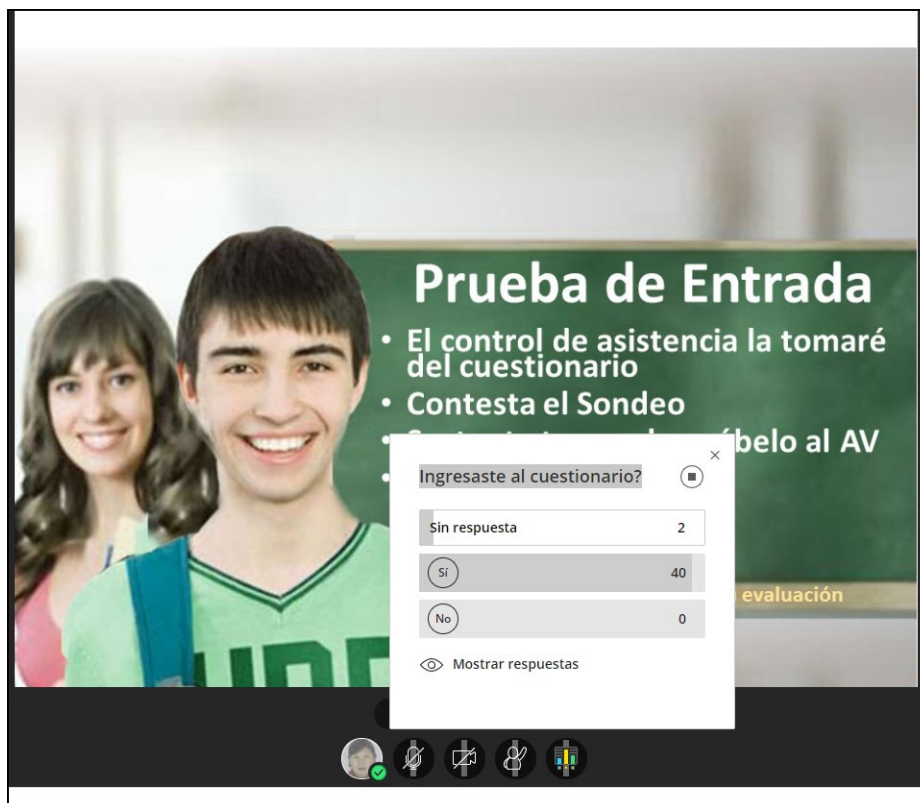 Prueba de Entrada
• El control de asistencia la tomaré
del cuestionario
• Contesta el Sondeo
belo al AV
Ingresaste al cuestionario?
Sin respuesta 2
Sí 40
No 0
Mostrar respuestas
evaluación